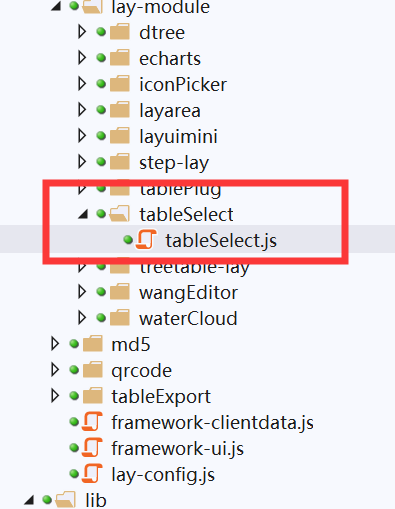 lay-module
dtree
echarts
iconPicker
layarea
layuimini
step-lay
tablePlug
tableSelect
tableSelect.js
treetable-lay
wangEditor
waterCloud
md5
qrcode
tableExport
framework-clientdata.js
framework-ui.js
lay-config.js
lib